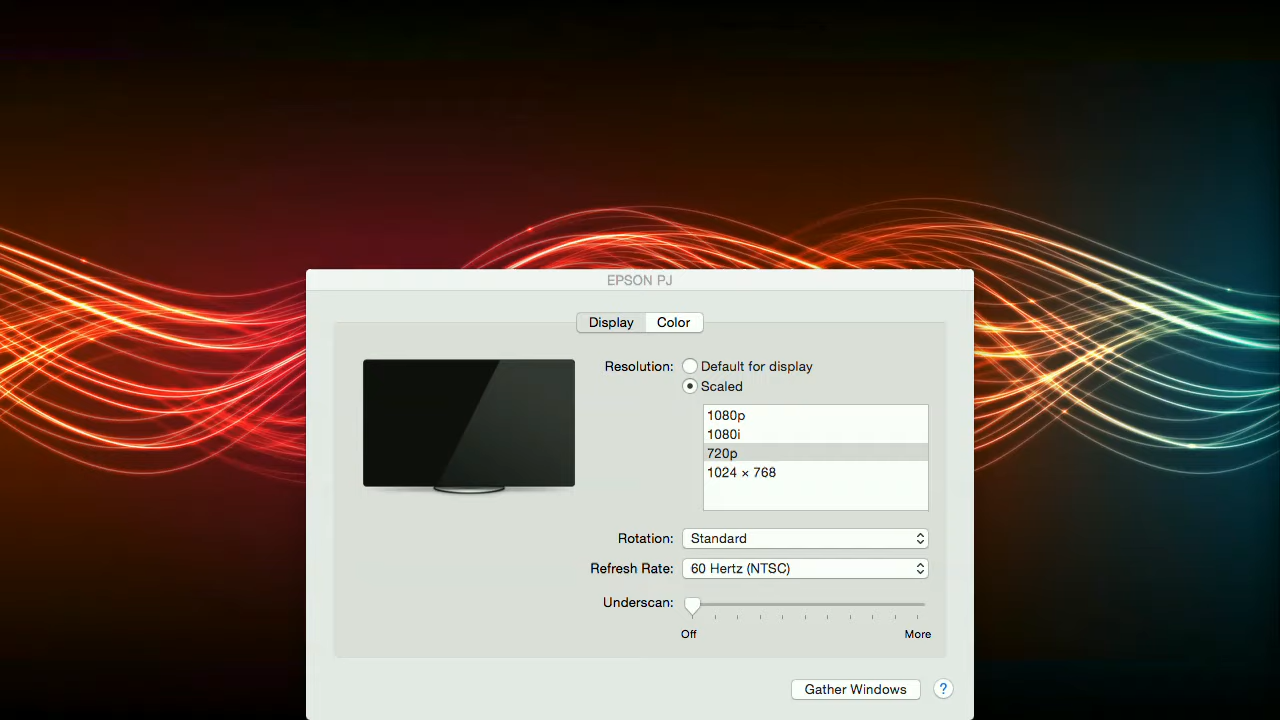 EPSON PJ
Display Color
Resolution: Default for display
Scaled
1080p
1080i
720p
1024 × 768
Rotation: Standard
Refresh Rate: 60 Hertz (NTSC)
Underscan:
Off More
Gather Windows ?